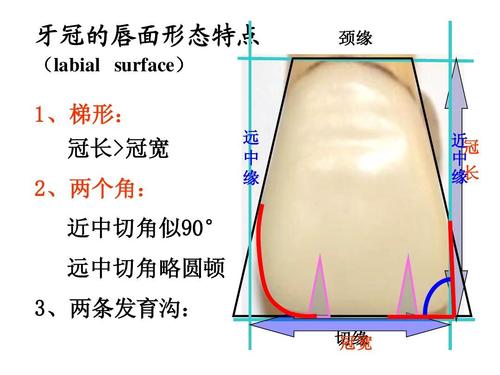 牙冠的唇面形态特点
（labial surface）
1、梯形：
冠长>冠宽
2、两个角：
近中切角似90°
远中切角略圆顿
3、两条发育沟：
颈缘
远中缘
近中缘
冠长
切缘
冠宽